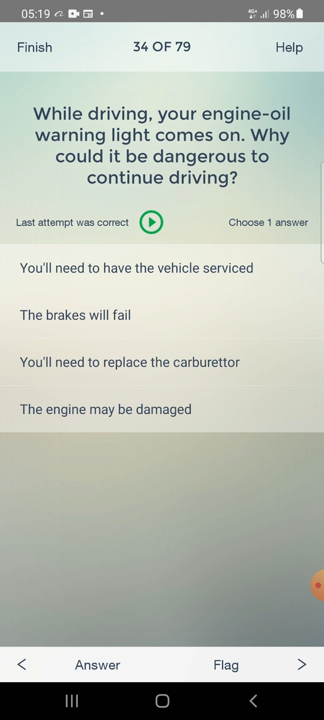 05:19 98%
Finish 34 OF 79 Help
While driving, your engine-oil
warning light comes on. Why
could it be dangerous to
continue driving?
Last attempt was correct Choose 1 answer
You'll need to have the vehicle serviced
The brakes will fail
You'll need to replace the carburettor
The engine may be damaged
< Answer Flag >